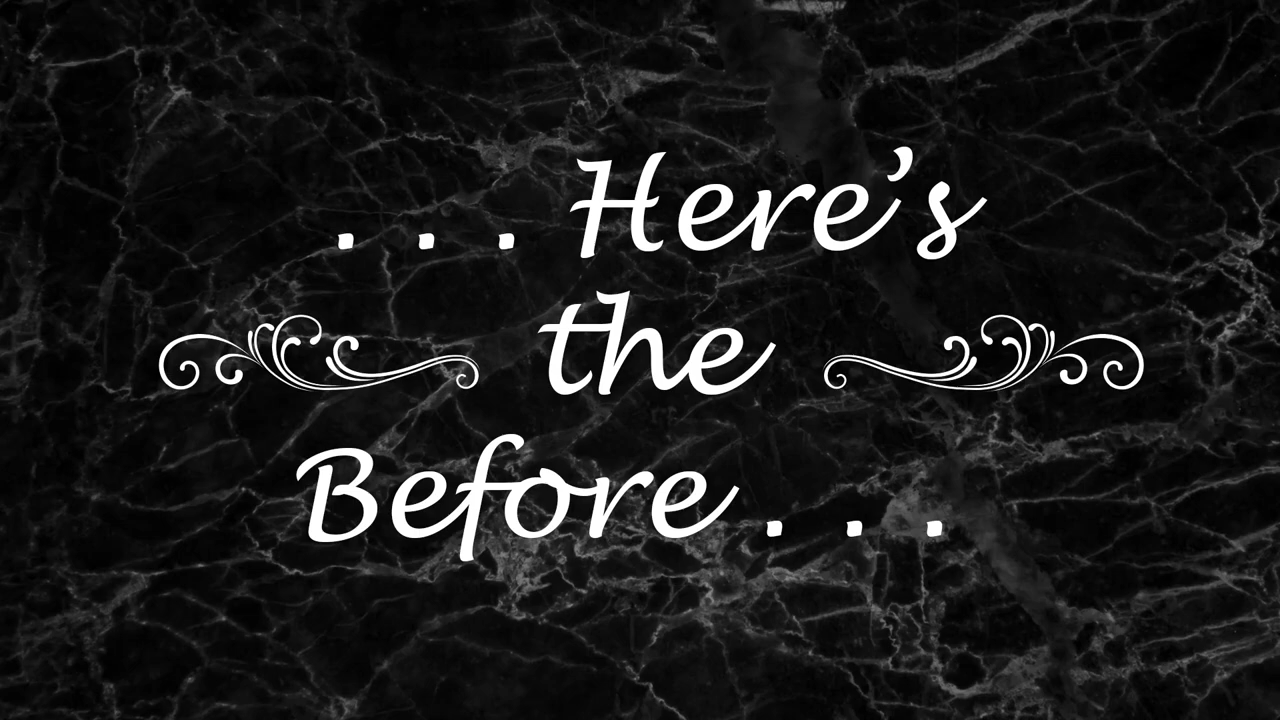 . . . Here’s
the
Before . . .